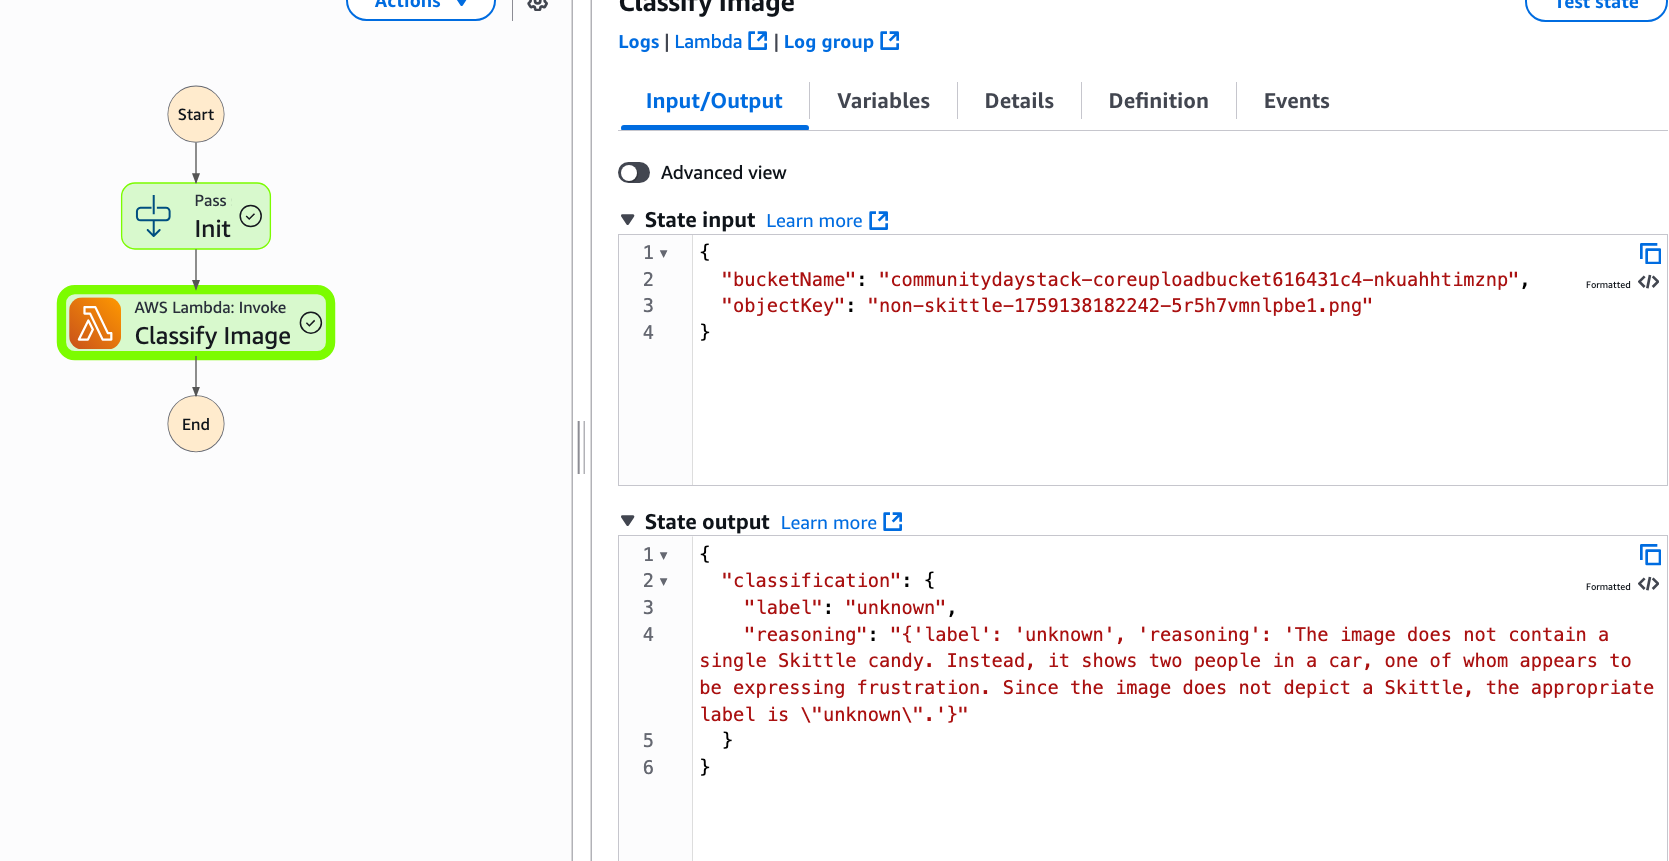 Actions ▼
Classify Image
Test state
Logs | Lambda | Log group
Input/Output
Variables
Details
Definition
Events
Advanced view
Start
Pass
Init
AWS Lambda: Invoke
Classify Image
End
▼ State input Learn more
1 {
2 "bucketName": "communitydaystack-coreuploadbucket616431c4-nkuahhtimznp",
3 "objectKey": "non-skittle-1759138182242-5r5h7vmnlpbe1.png"
4 }
Formatted </>
▼ State output Learn more
1 {
2 "classification": {
3 "label": "unknown",
4 "reasoning": "{'label': 'unknown', 'reasoning': 'The image does not contain a
single Skittle candy. Instead, it shows two people in a car, one of whom appears to
be expressing frustration. Since the image does not depict a Skittle, the appropriate
label is \"unknown\".'}"
5 }
6 }
Formatted </>